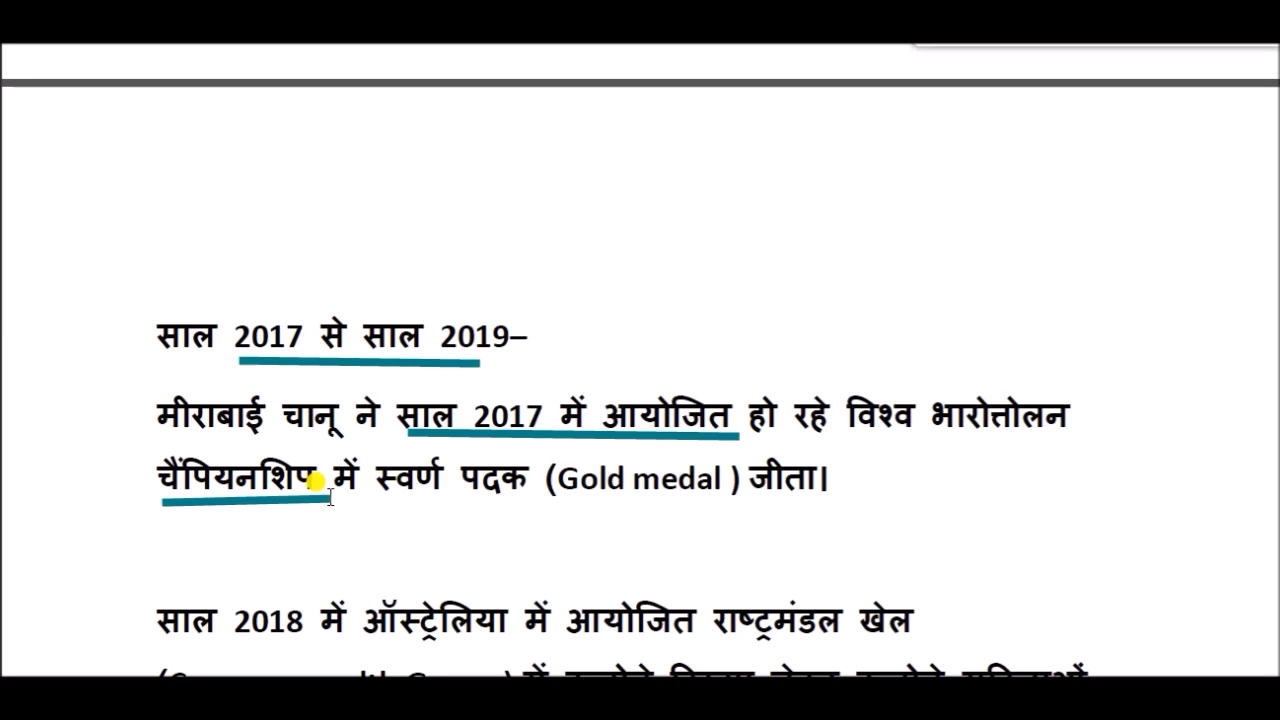 साल 2017 से साल 2019–
मीराबाई चानू ने साल 2017 में आयोजित हो रहे विश्व भारोत्तोलन
चैंपियनशिप में स्वर्ण पदक (Gold medal ) जीता।
साल 2018 में ऑस्ट्रेलिया में आयोजित राष्ट्रमंडल खेल